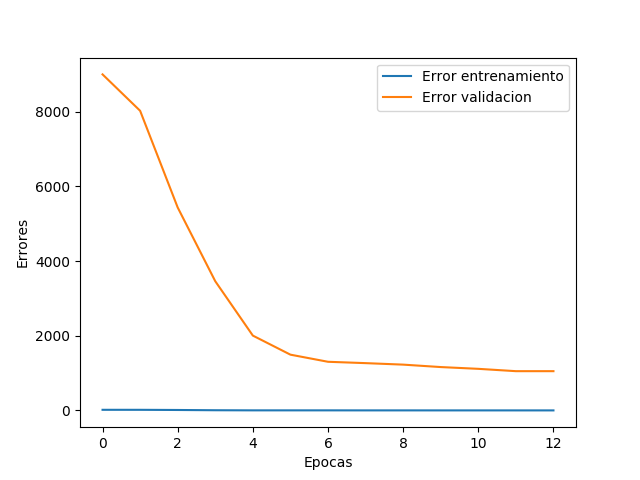 Error entrenamiento
Error validacion
8000
6000
4000
2000
0
Errores
0 2 4 6 8 10 12
Epocas